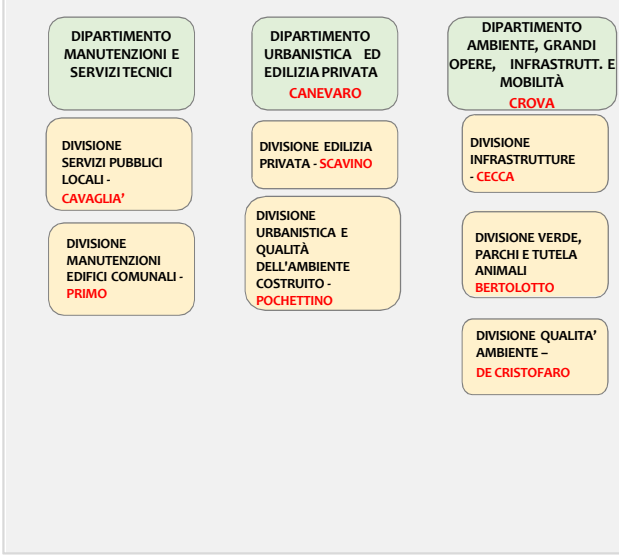 DIPARTIMENTO
MANUTENZIONI E
SERVIZI TECNICI
DIVISIONE
SERVIZI PUBBLICI
LOCALI -
CAVAGLIA’
DIVISIONE
MANUTENZIONI
EDIFICI COMUNALI -
PRIMO
DIPARTIMENTO
URBANISTICA ED
EDILIZIA PRIVATA
CANEVARO
DIVISIONE EDILIZIA
PRIVATA - SCAVINO
DIVISIONE
URBANISTICA E
QUALITÀ
DELL'AMBIENTE
COSTRUITO -
POCHETTINO
DIPARTIMENTO
AMBIENTE, GRANDI
OPERE, INFRASTRUTT. E
MOBILITÀ
CROVA
DIVISIONE
INFRASTRUTTURE
- CECCA
DIVISIONE VERDE,
PARCHI E TUTELA
ANIMALI
BERTOLOTTO
DIVISIONE QUALITA’
AMBIENTE –
DE CRISTOFARO